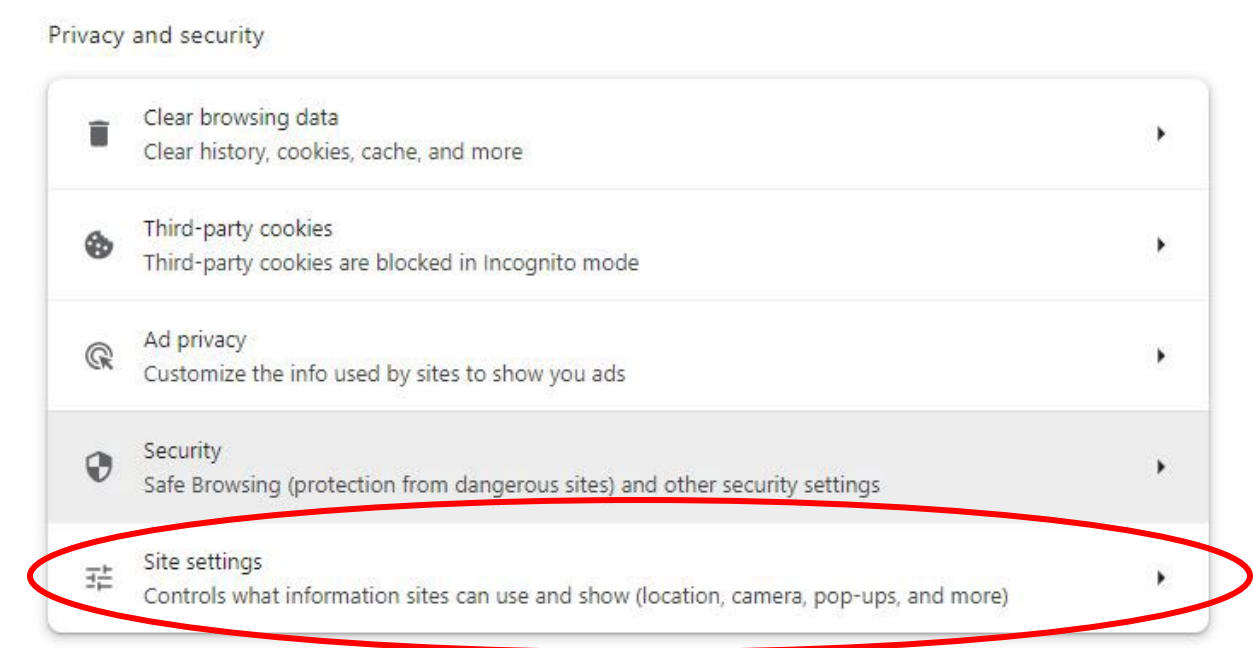 Privacy and security
Clear browsing data
Clear history, cookies, cache, and more
Third-party cookies
Third-party cookies are blocked in Incognito mode
Ad privacy
Customize the info used by sites to show you ads
Security
Safe Browsing (protection from dangerous sites) and other security settings
Site settings
Controls what information sites can use and show (location, camera, pop-ups, and more)